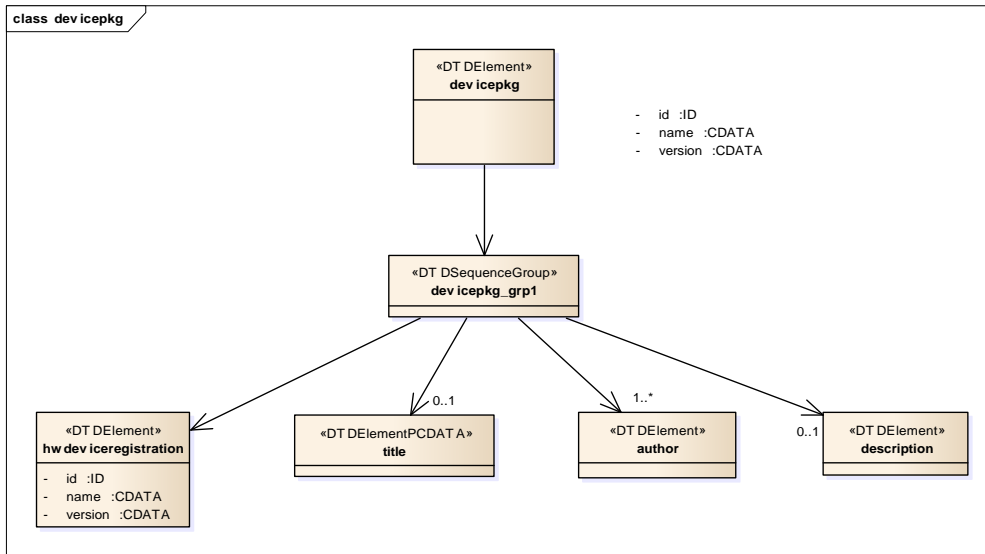 class devicepkg
«DTDElement»
devicepkg
- id :ID
- name :CDATA
- version :CDATA
«DTDSequenceGroup»
devicepkg_grp1
0..1
1..*
0..1
«DTDElement»
hwdeviceregistration
- id :ID
- name :CDATA
- version :CDATA
«DTDElementPCDATA»
title
«DTDElement»
author
«DTDElement»
description